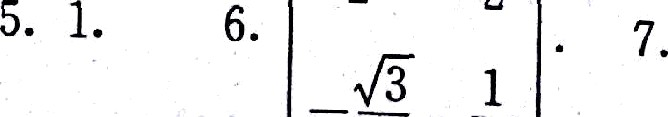 5. 1. 6. . 7.
-√3 1